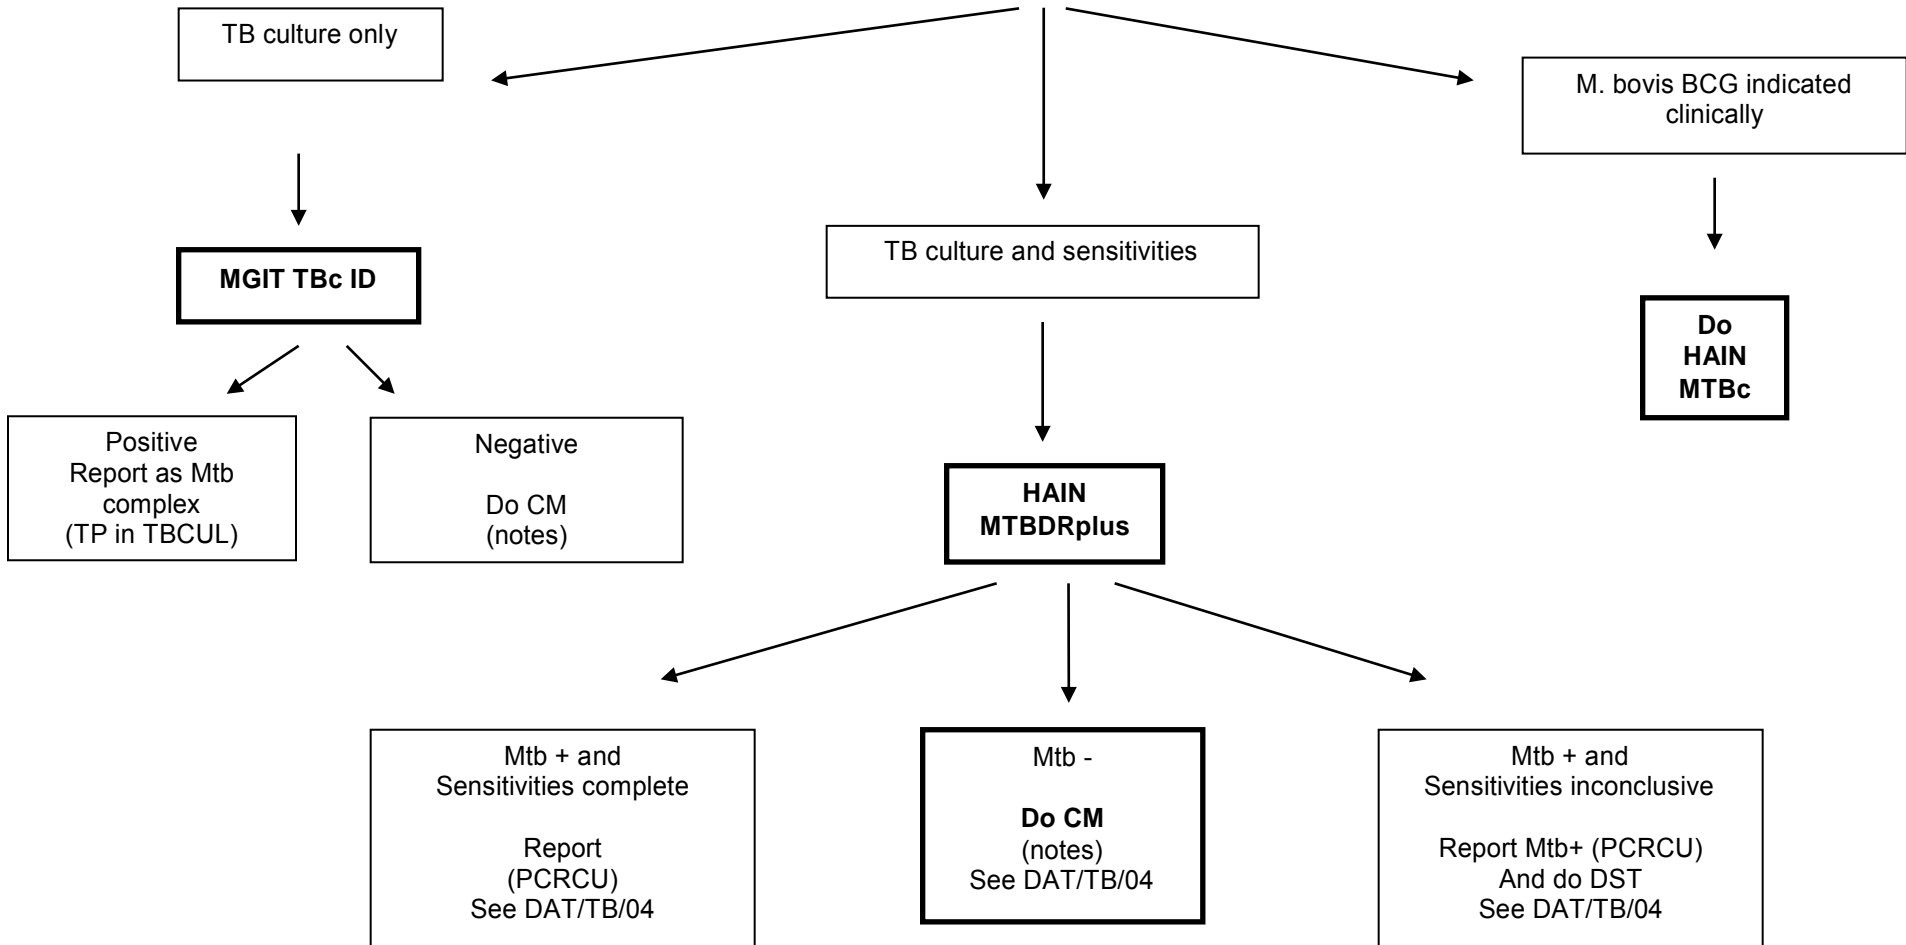 TB culture only
M. bovis BCG indicated
clinically
TB culture and sensitivities
MGIT TBc ID
Do
HAIN
MTBc
Positive
Report as Mtb
complex
(TP in TBCUL)
Negative
Do CM
(notes)
HAIN
MTBDRplus
Mtb + and
Sensitivities complete
Report
(PCRCU)
See DAT/TB/04
Mtb -
Do CM
(notes)
See DAT/TB/04
Mtb + and
Sensitivities inconclusive
Report Mtb+ (PCRCU)
And do DST
See DAT/TB/04